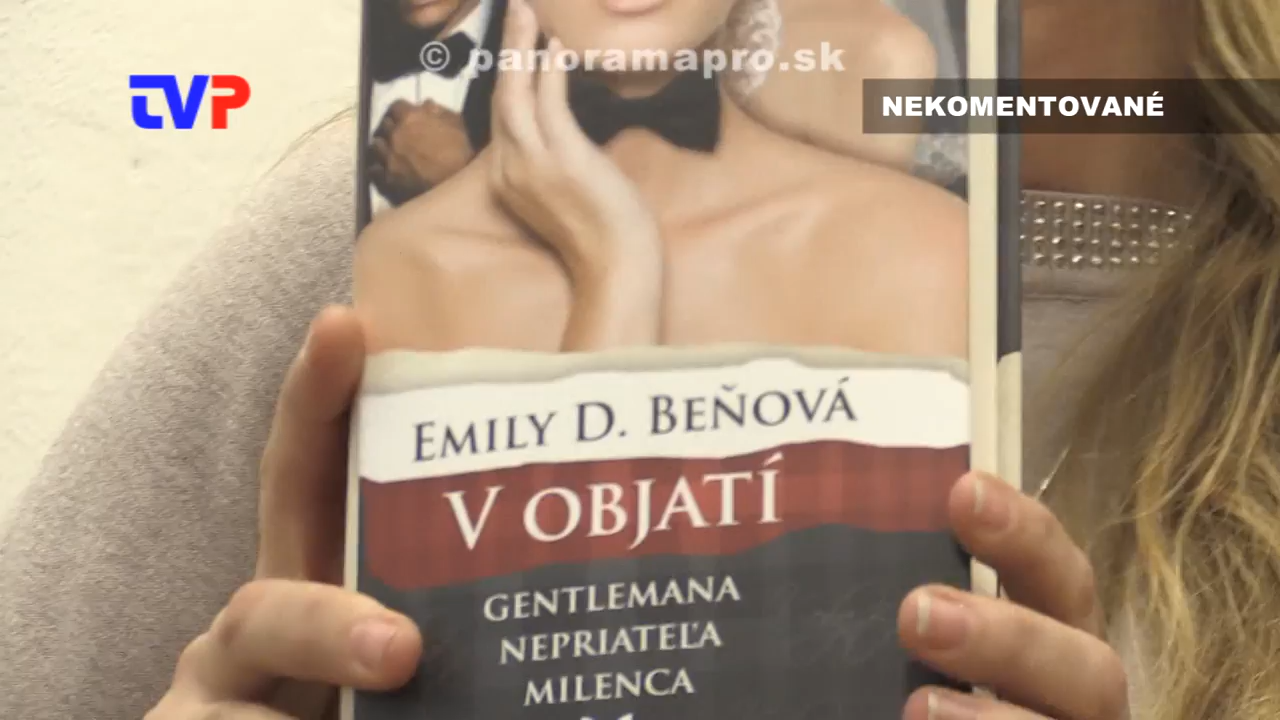 © panoramapro.sk
TVP
NEKOMENTOVANÉ
EMILY D. BEŇOVÁ
V OBJATÍ
GENTLEMANA
NEPRIATEĽA
MILENCA